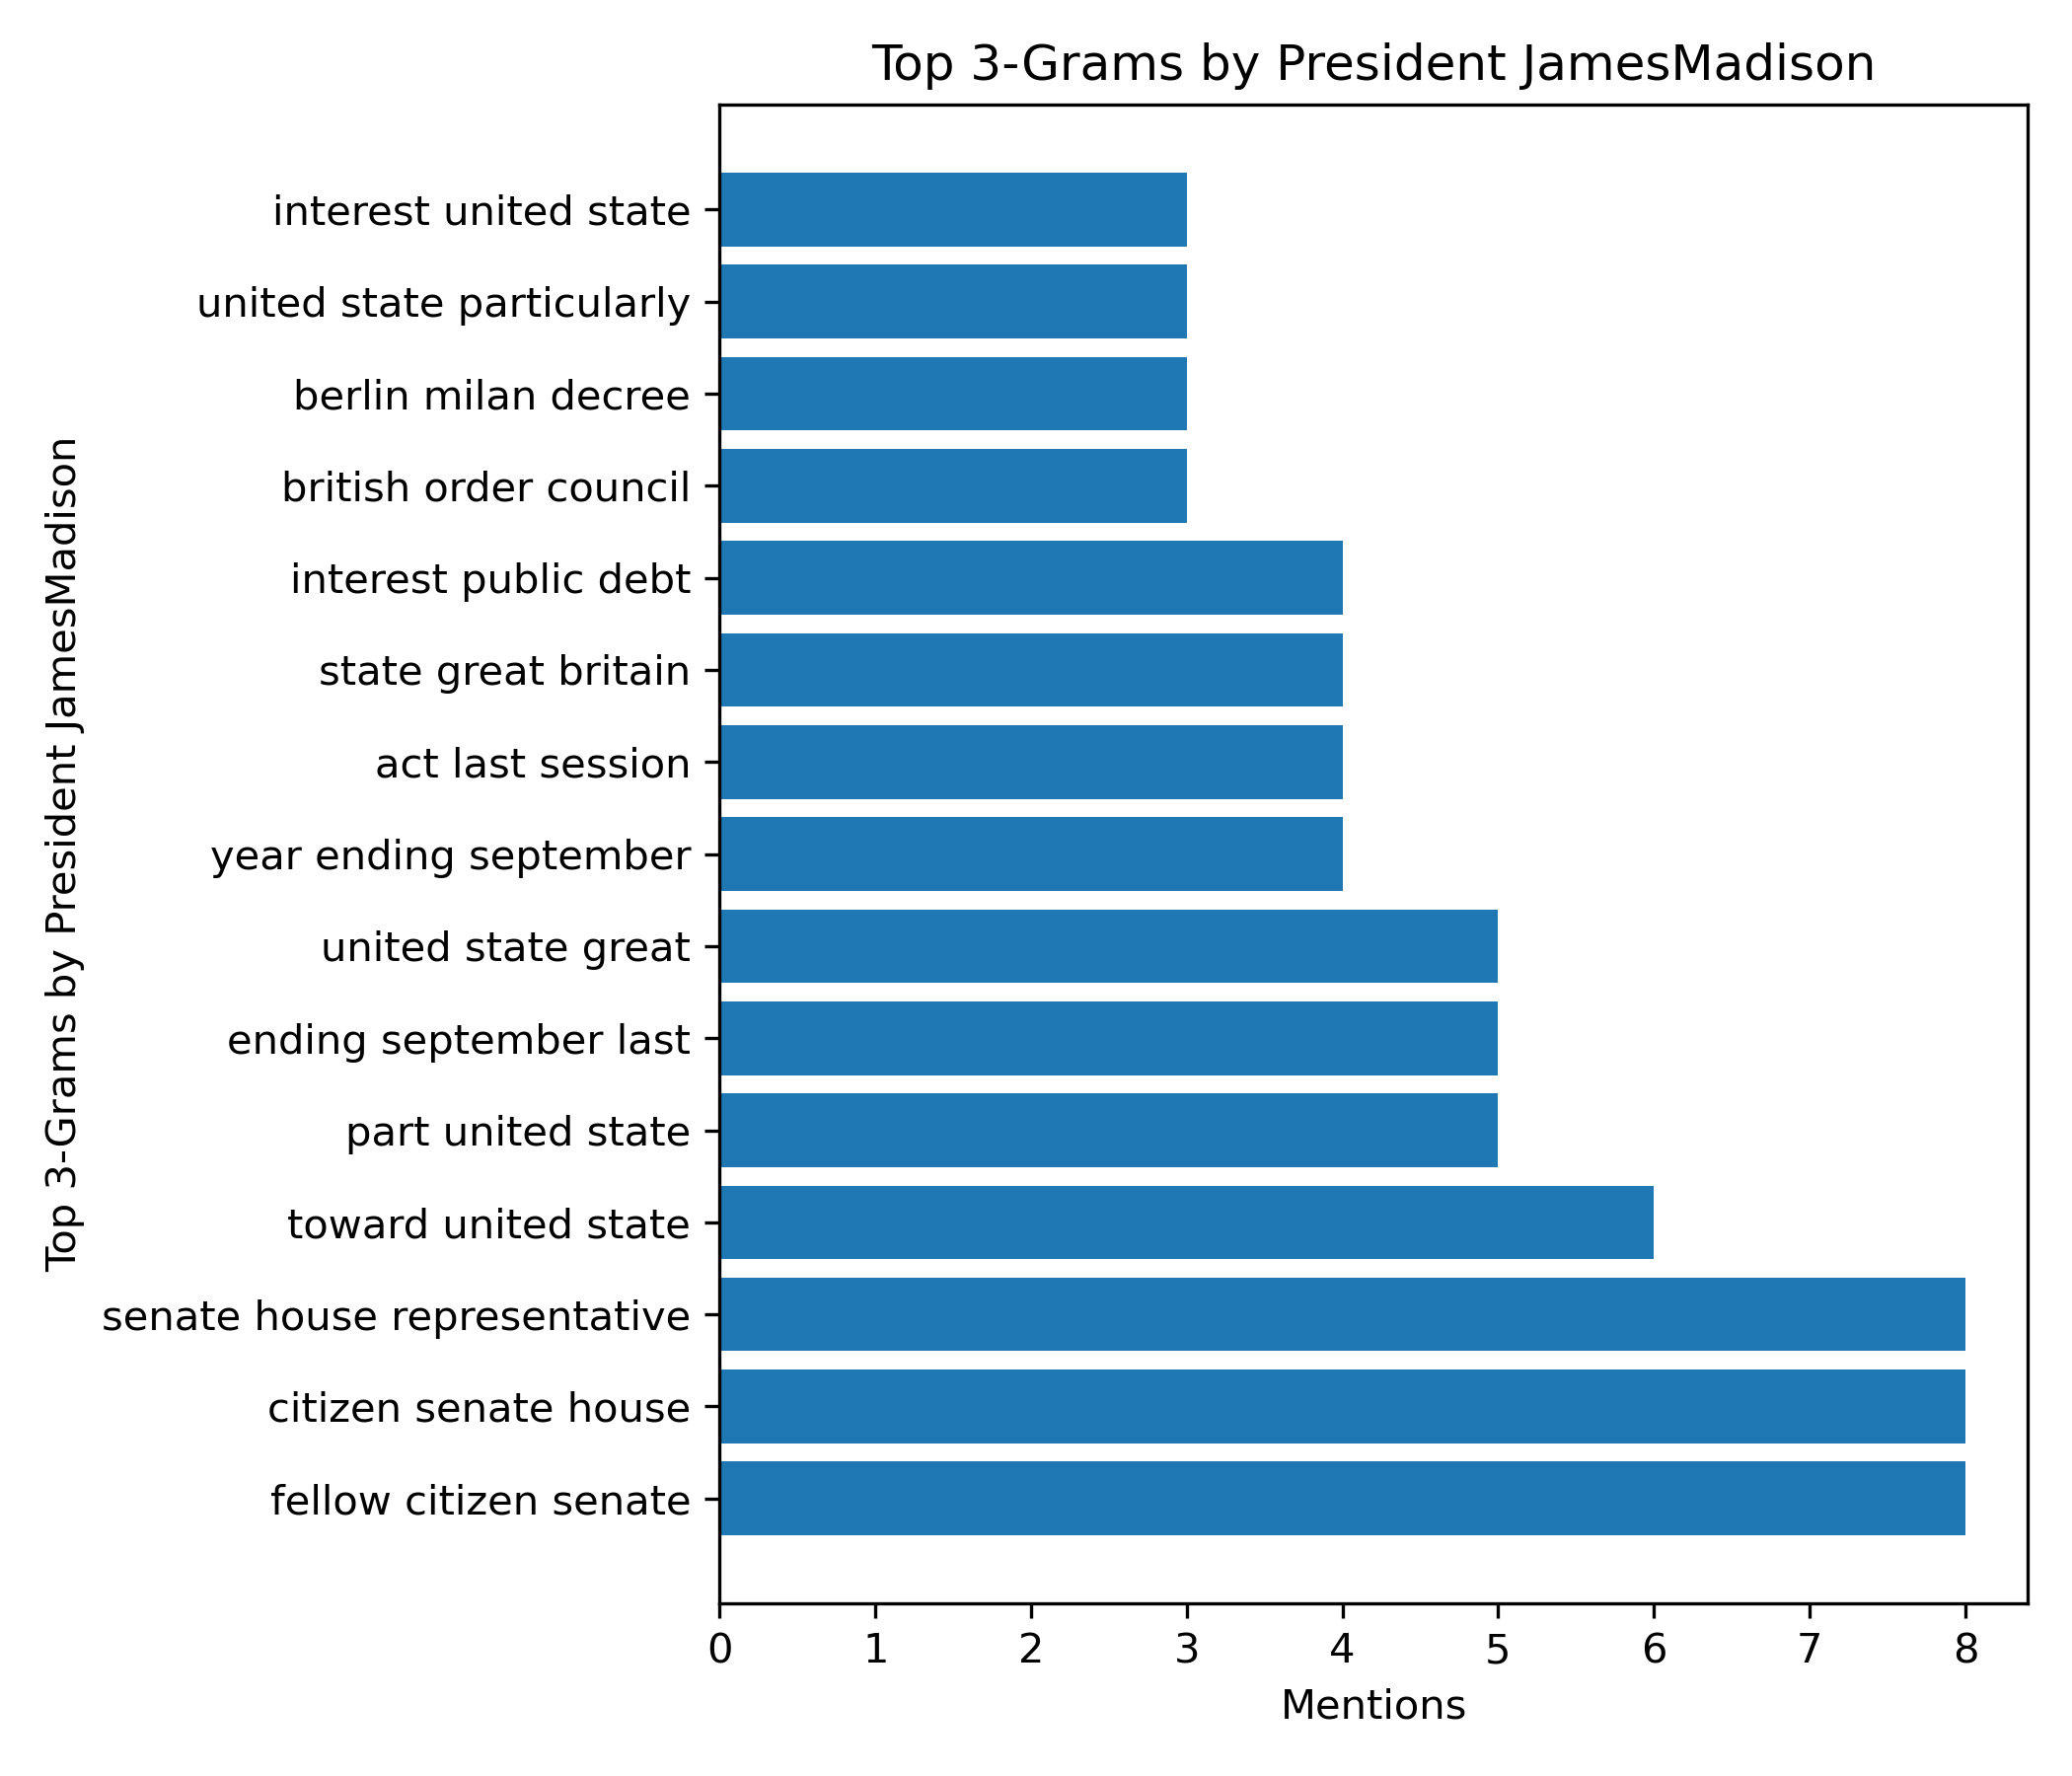 Top 3-Grams by President JamesMadison
Top 3-Grams by President JamesMadison
interest united state
united state particularly
berlin milan decree
british order council
interest public debt
state great britain
act last session
year ending september
united state great
ending september last
part united state
toward united state
senate house representative
citizen senate house
fellow citizen senate
0 1 2 3 4 5 6 7 8
Mentions